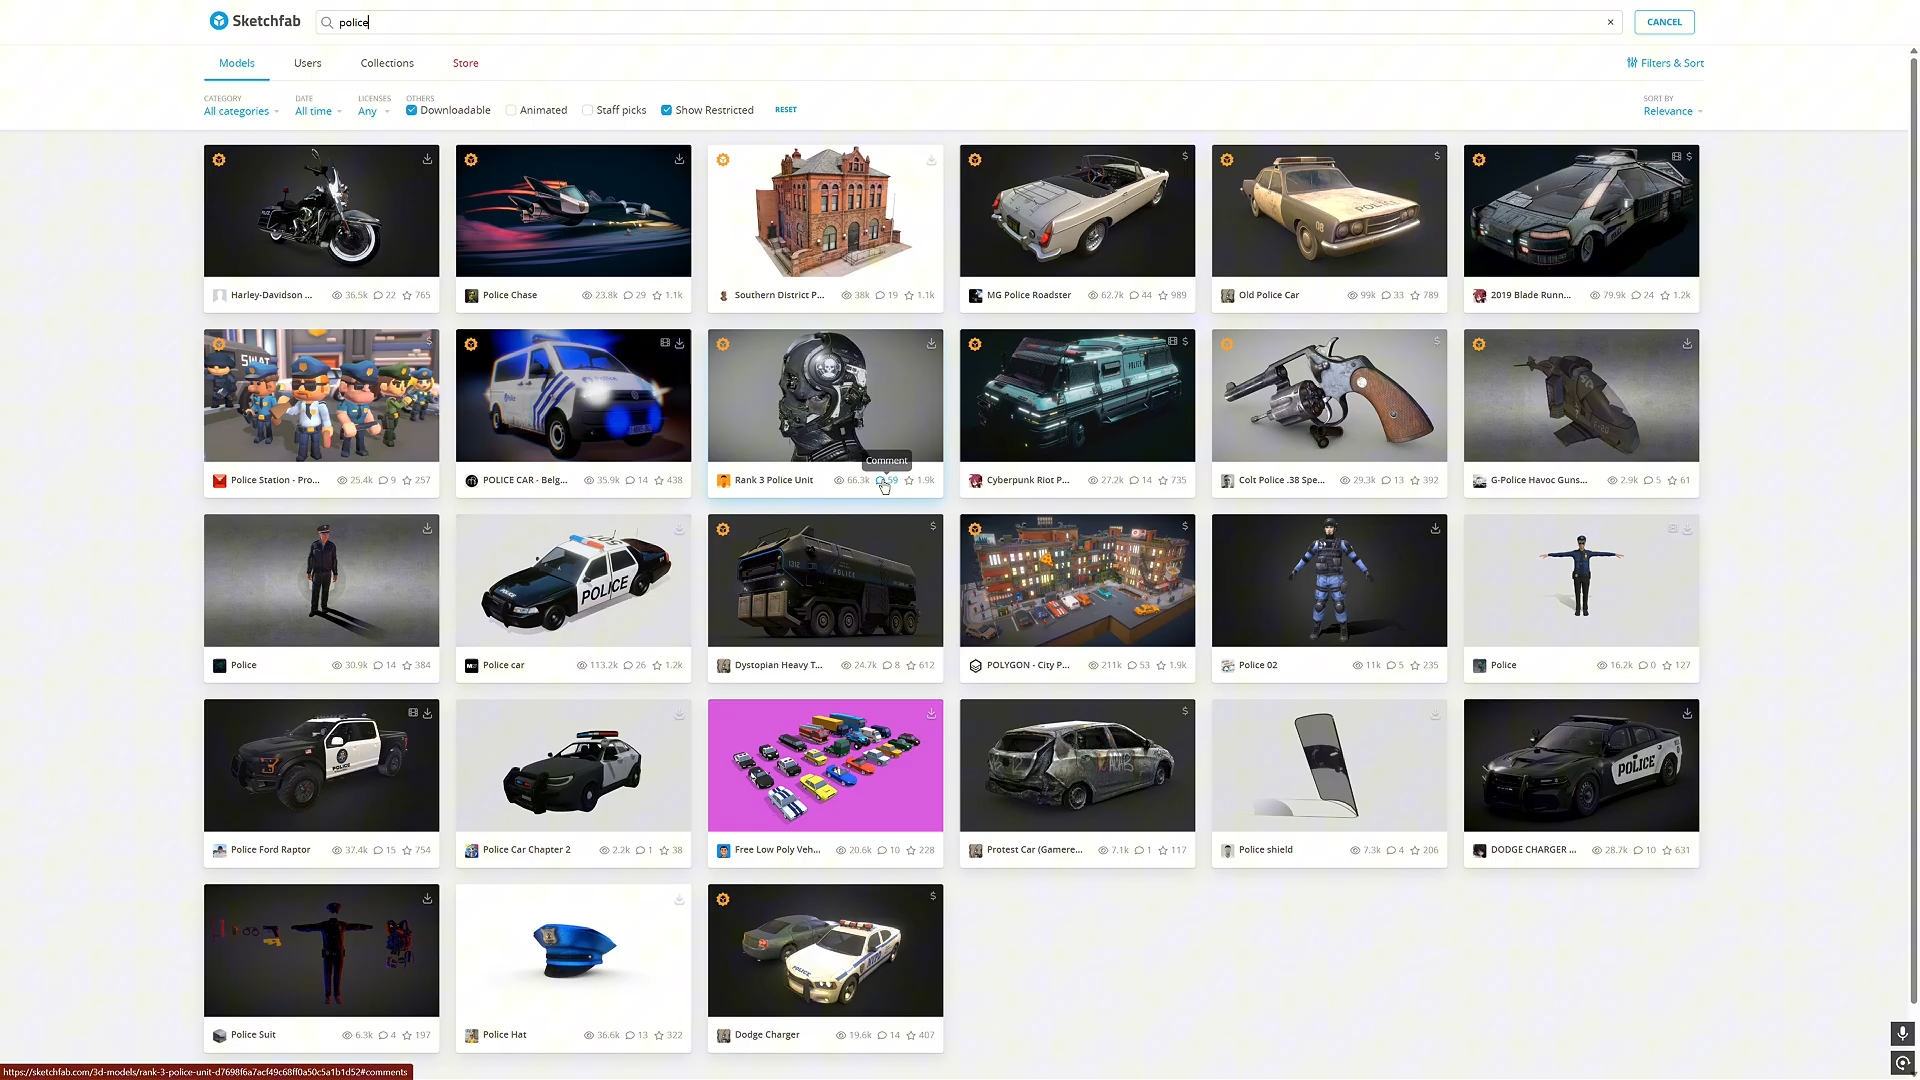 Sketchfab
police
CANCEL
Models
Users
Collections
Store
Filters & Sort
CATEGORY
All categories
DATE
All time
LICENSES
Any
OTHERS
Downloadable
Animated
Staff picks
Show Restricted
RESET
SORT BY
Relevance
Harley-Davidson ... 36.5k 22 765
Police Chase 23.8k 29 1.1k
Southern District P... 38k 19 1.1k
MG Police Roadster 62.7k 44 989
POLICE
08
Old Police Car 99k 33 789
2019 Blade Runn... 79.9k 24 1.2k
SWAT
Police Station - Pro... 25.4k 9 257
POLICE CAR - Belg... 35.9k 14 438
Comment
Rank 3 Police Unit 66.3k 59 1.9k
POLICE
Cyberpunk Riot P... 27.2k 14 735
Colt Police .38 Spe... 29.3k 13 392
G-Police Havoc Guns... 2.9k 5 61
Police 30.9k 14 384
POLICE
Police car 113.2k 26 1.2k
1312 POLICE
Dystopian Heavy T... 24.7k 8 612
POLYGON - City P... 211k 53 1.9k
Police 02 11k 5 235
Police 16.2k 0 127
POLICE
Police Ford Raptor 37.4k 15 754
Police Car Chapter 2 2.2k 1 38
Free Low Poly Veh... 20.6k 10 228
ACAB
Protest Car (Gamere... 7.1k 1 117
Police shield 7.3k 4 206
POLICE
DODGE CHARGER ... 28.7k 10 631
Police Suit 6.3k 4 197
Police Hat 36.6k 13 322
POLICE
Dodge Charger 19.6k 14 407
https://sketchfab.com/3d-models/rank-3-police-unit-d7698f6a7acf49c68ff0a50c5a1b1d52#comments